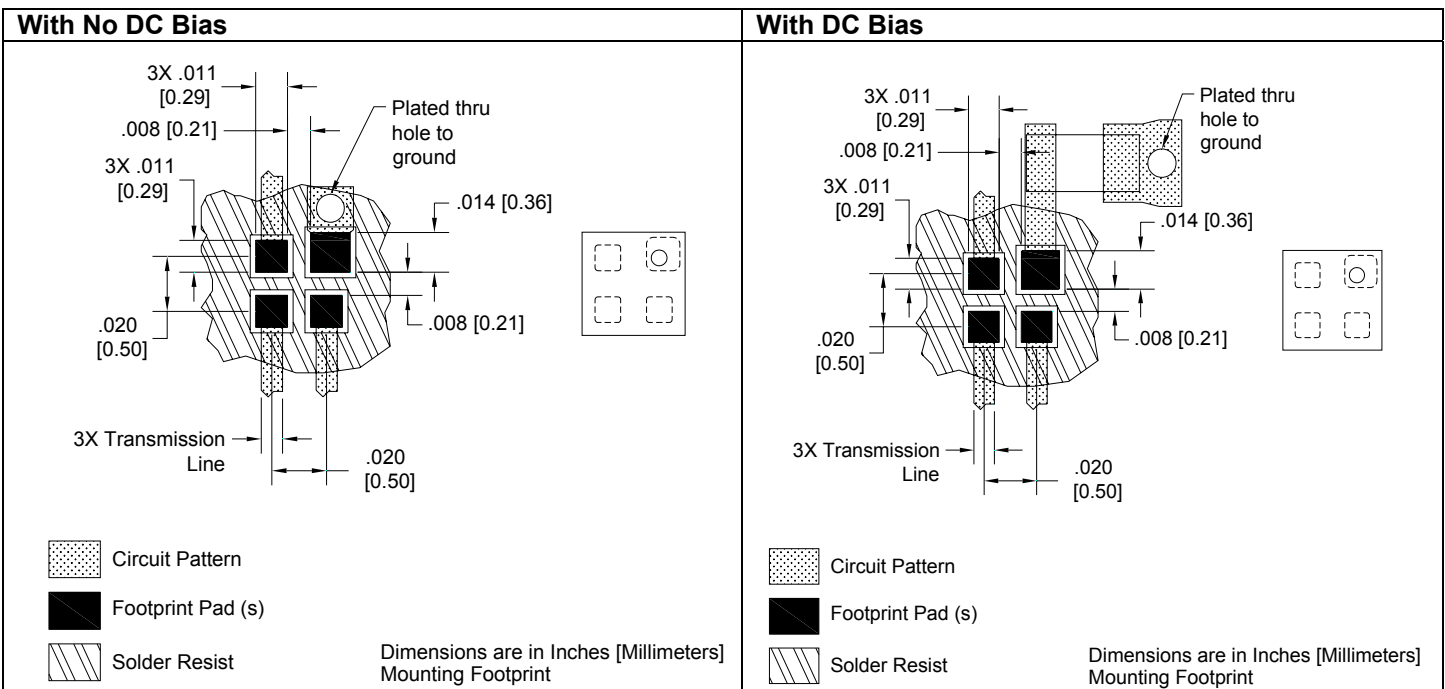 With No DC Bias
3X .011
[0.29]
Plated thru
hole to
ground
.008 [0.21]
3X .011
[0.29]
.014 [0.36]
.020
[0.50]
.008 [0.21]
3X Transmission
Line
.020
[0.50]
Circuit Pattern
Footprint Pad (s)
Solder Resist
Dimensions are in Inches [Millimeters]
Mounting Footprint
With DC Bias
3X .011
[0.29]
Plated thru
hole to
ground
.008 [0.21]
3X .011
[0.29]
.014 [0.36]
.020
[0.50]
.008 [0.21]
3X Transmission
Line
.020
[0.50]
Circuit Pattern
Footprint Pad (s)
Solder Resist
Dimensions are in Inches [Millimeters]
Mounting Footprint